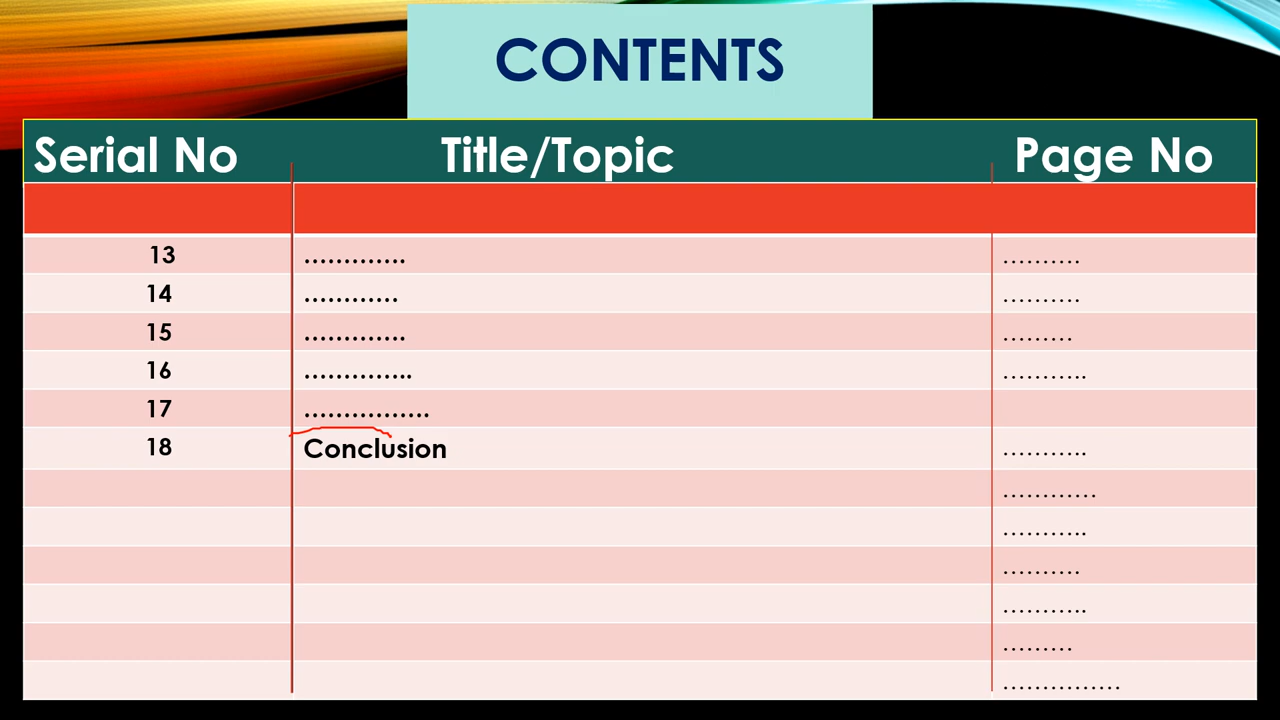 CONTENTS
Serial No Title/Topic Page No
13 …………. ……….
14 ………… ……….
15 …………. ………
16 ………….. ………..
17 …………….
18 Conclusion ………..
…………
………..
……….
………..
………
……………